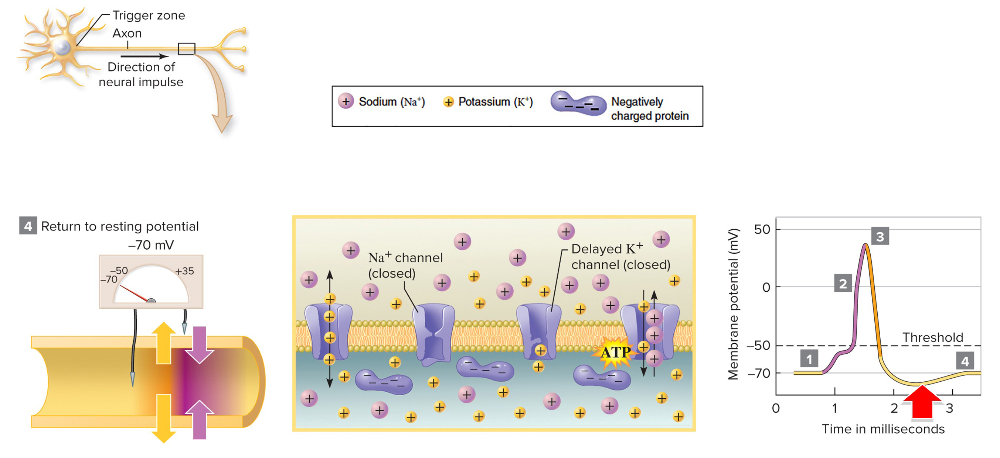 Trigger zone
Axon
Direction of
neural impulse
+ Sodium (Na⁺) + Potassium (K⁺) Negatively
charged protein
4 Return to resting potential
–70 mV
–50
–70
+35
Na⁺ channel
(closed)
Delayed K⁺
channel (closed)
ATP
Membrane potential (mV)
50
0
–50
–70
1
2
3
4
Threshold
0 1 2 3
Time in milliseconds